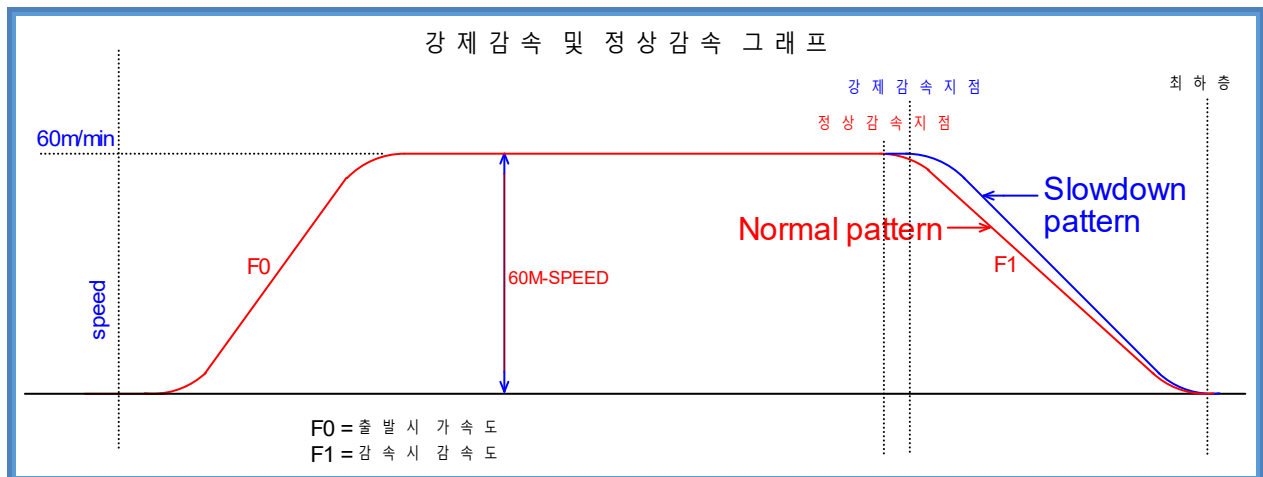 강제감속 및 정상감속 그래프
강제감속지점
최하층
정상감속지점
60m/min
Slowdown
pattern
Normal pattern
F0
F1
60M-SPEED
speed
F0 = 출발시 가속도
F1 = 감속시 감속도